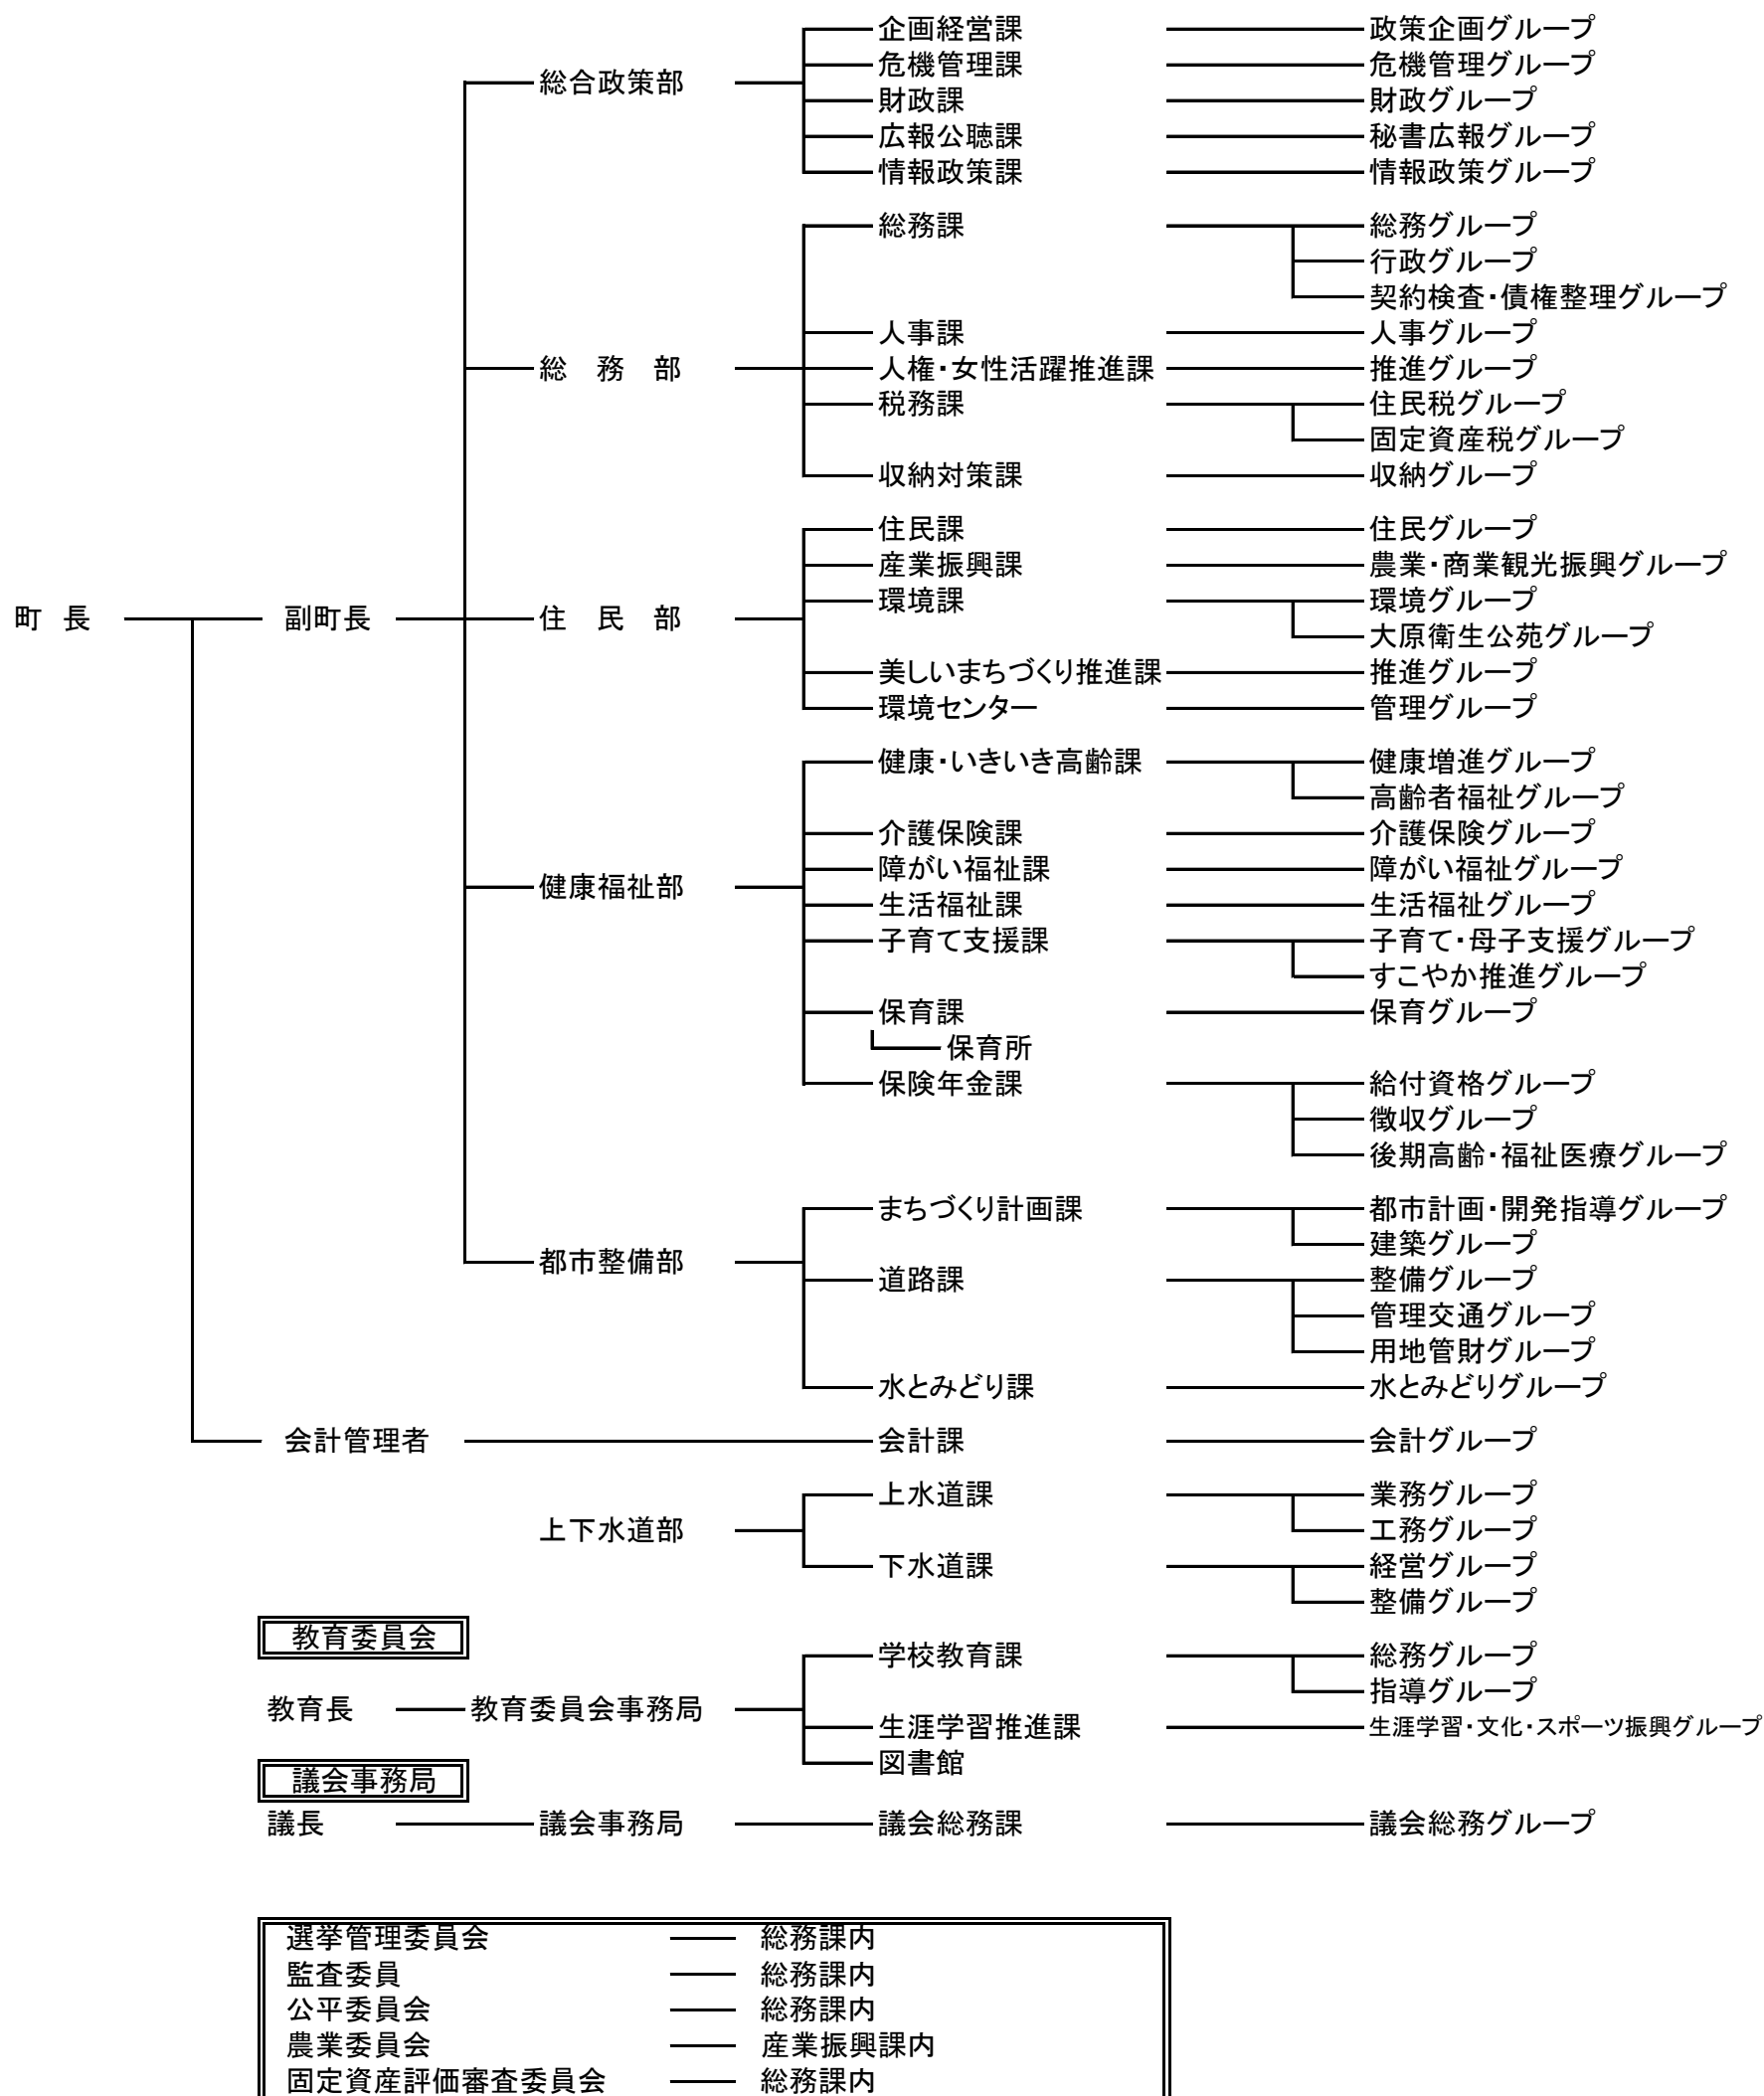 企画経営課 政策企画グループ
危機管理課 危機管理グループ
総合政策部
財政課 財政グループ
広報公聴課 秘書広報グループ
情報政策課 情報政策グループ
総務課 総務グループ
行政グループ
契約検査・債権整理グループ
人事課 人事グループ
総 務 部 人権・女性活躍推進課 推進グループ
税務課 住民税グループ
固定資産税グループ
収納対策課 収納グループ
住民課 住民グループ
産業振興課 農業・商業観光振興グループ
環境課 環境グループ
町 長 副町長 住 民 部
大原衛生公苑グループ
美しいまちづくり推進課 推進グループ
環境センター 管理グループ
健康・いきいき高齢課 健康増進グループ
高齢者福祉グループ
介護保険課 介護保険グループ
障がい福祉課 障がい福祉グループ
健康福祉部
生活福祉課 生活福祉グループ
子育て支援課 子育て・母子支援グループ
すこやか推進グループ
保育課 保育グループ
保育所
保険年金課 給付資格グループ
徴収グループ
後期高齢・福祉医療グループ
まちづくり計画課 都市計画・開発指導グループ
建築グループ
都市整備部
道路課 整備グループ
管理交通グループ
用地管財グループ
水とみどり課 水とみどりグループ
会計管理者 会計課 会計グループ
上水道課 業務グループ
上下水道部 工務グループ
下水道課 経営グループ
整備グループ
教育委員会
学校教育課 総務グループ
指導グループ
教育長 教育委員会事務局
生涯学習推進課 生涯学習・文化・スポーツ振興グループ
図書館
議会事務局
議長 議会事務局 議会総務課 議会総務グループ
選挙管理委員会 総務課内
監査委員 総務課内
公平委員会 総務課内
農業委員会 産業振興課内
固定資産評価審査委員会 総務課内